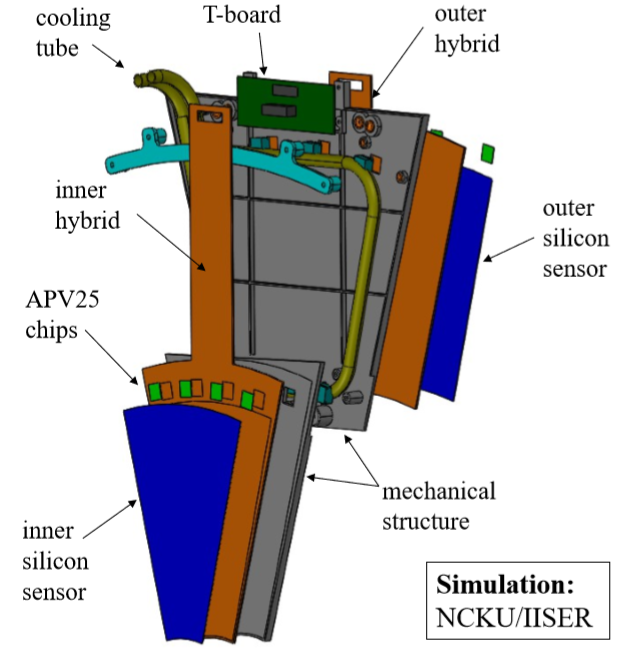 cooling
tube
T-board
outer
hybrid
inner
hybrid
outer
silicon
sensor
APV25
chips
mechanical
structure
inner
silicon
sensor
Simulation:
NCKU/IISER